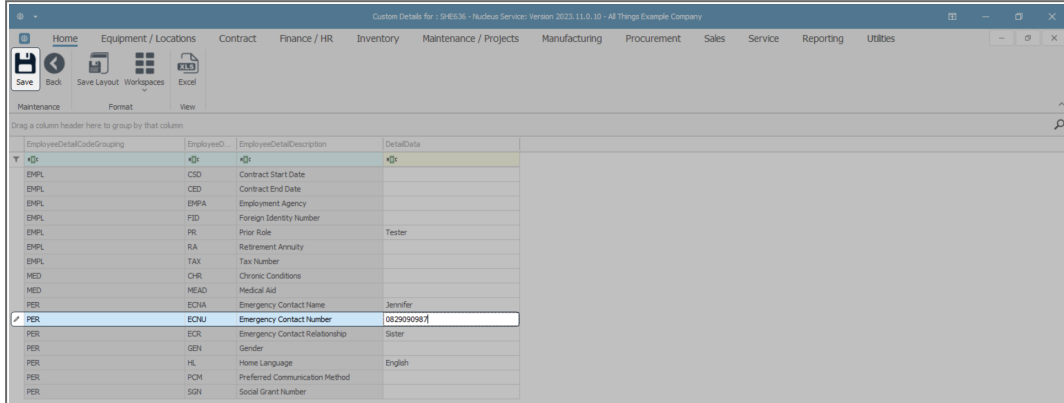 Custom Details for : SHE636 - Nucleus Service: Version 2023.11.0.10 - All Things Example Company
Home Equipment / Locations Contract Finance / HR Inventory Maintenance / Projects Manufacturing Procurement Sales Service Reporting Utilities
Save Back Save Layout Workspaces Excel
Maintenance Format View
Drag a column header here to group by that column
EmployeeDetailCodeGrouping EmployeeD... EmployeeDetailDescription DetailData
EMPL CSD Contract Start Date
EMPL CED Contract End Date
EMPL EMPA Employment Agency
EMPL FID Foreign Identity Number
EMPL PR Prior Role Tester
EMPL RA Retirement Annuity
EMPL TAX Tax Number
MED CHR Chronic Conditions
MED MEAD Medical Aid
PER ECNA Emergency Contact Name Jennifer
PER ECNU Emergency Contact Number 0829090987
PER ECR Emergency Contact Relationship Sister
PER GEN Gender
PER HL Home Language English
PER PCM Preferred Communication Method
PER SGN Social Grant Number